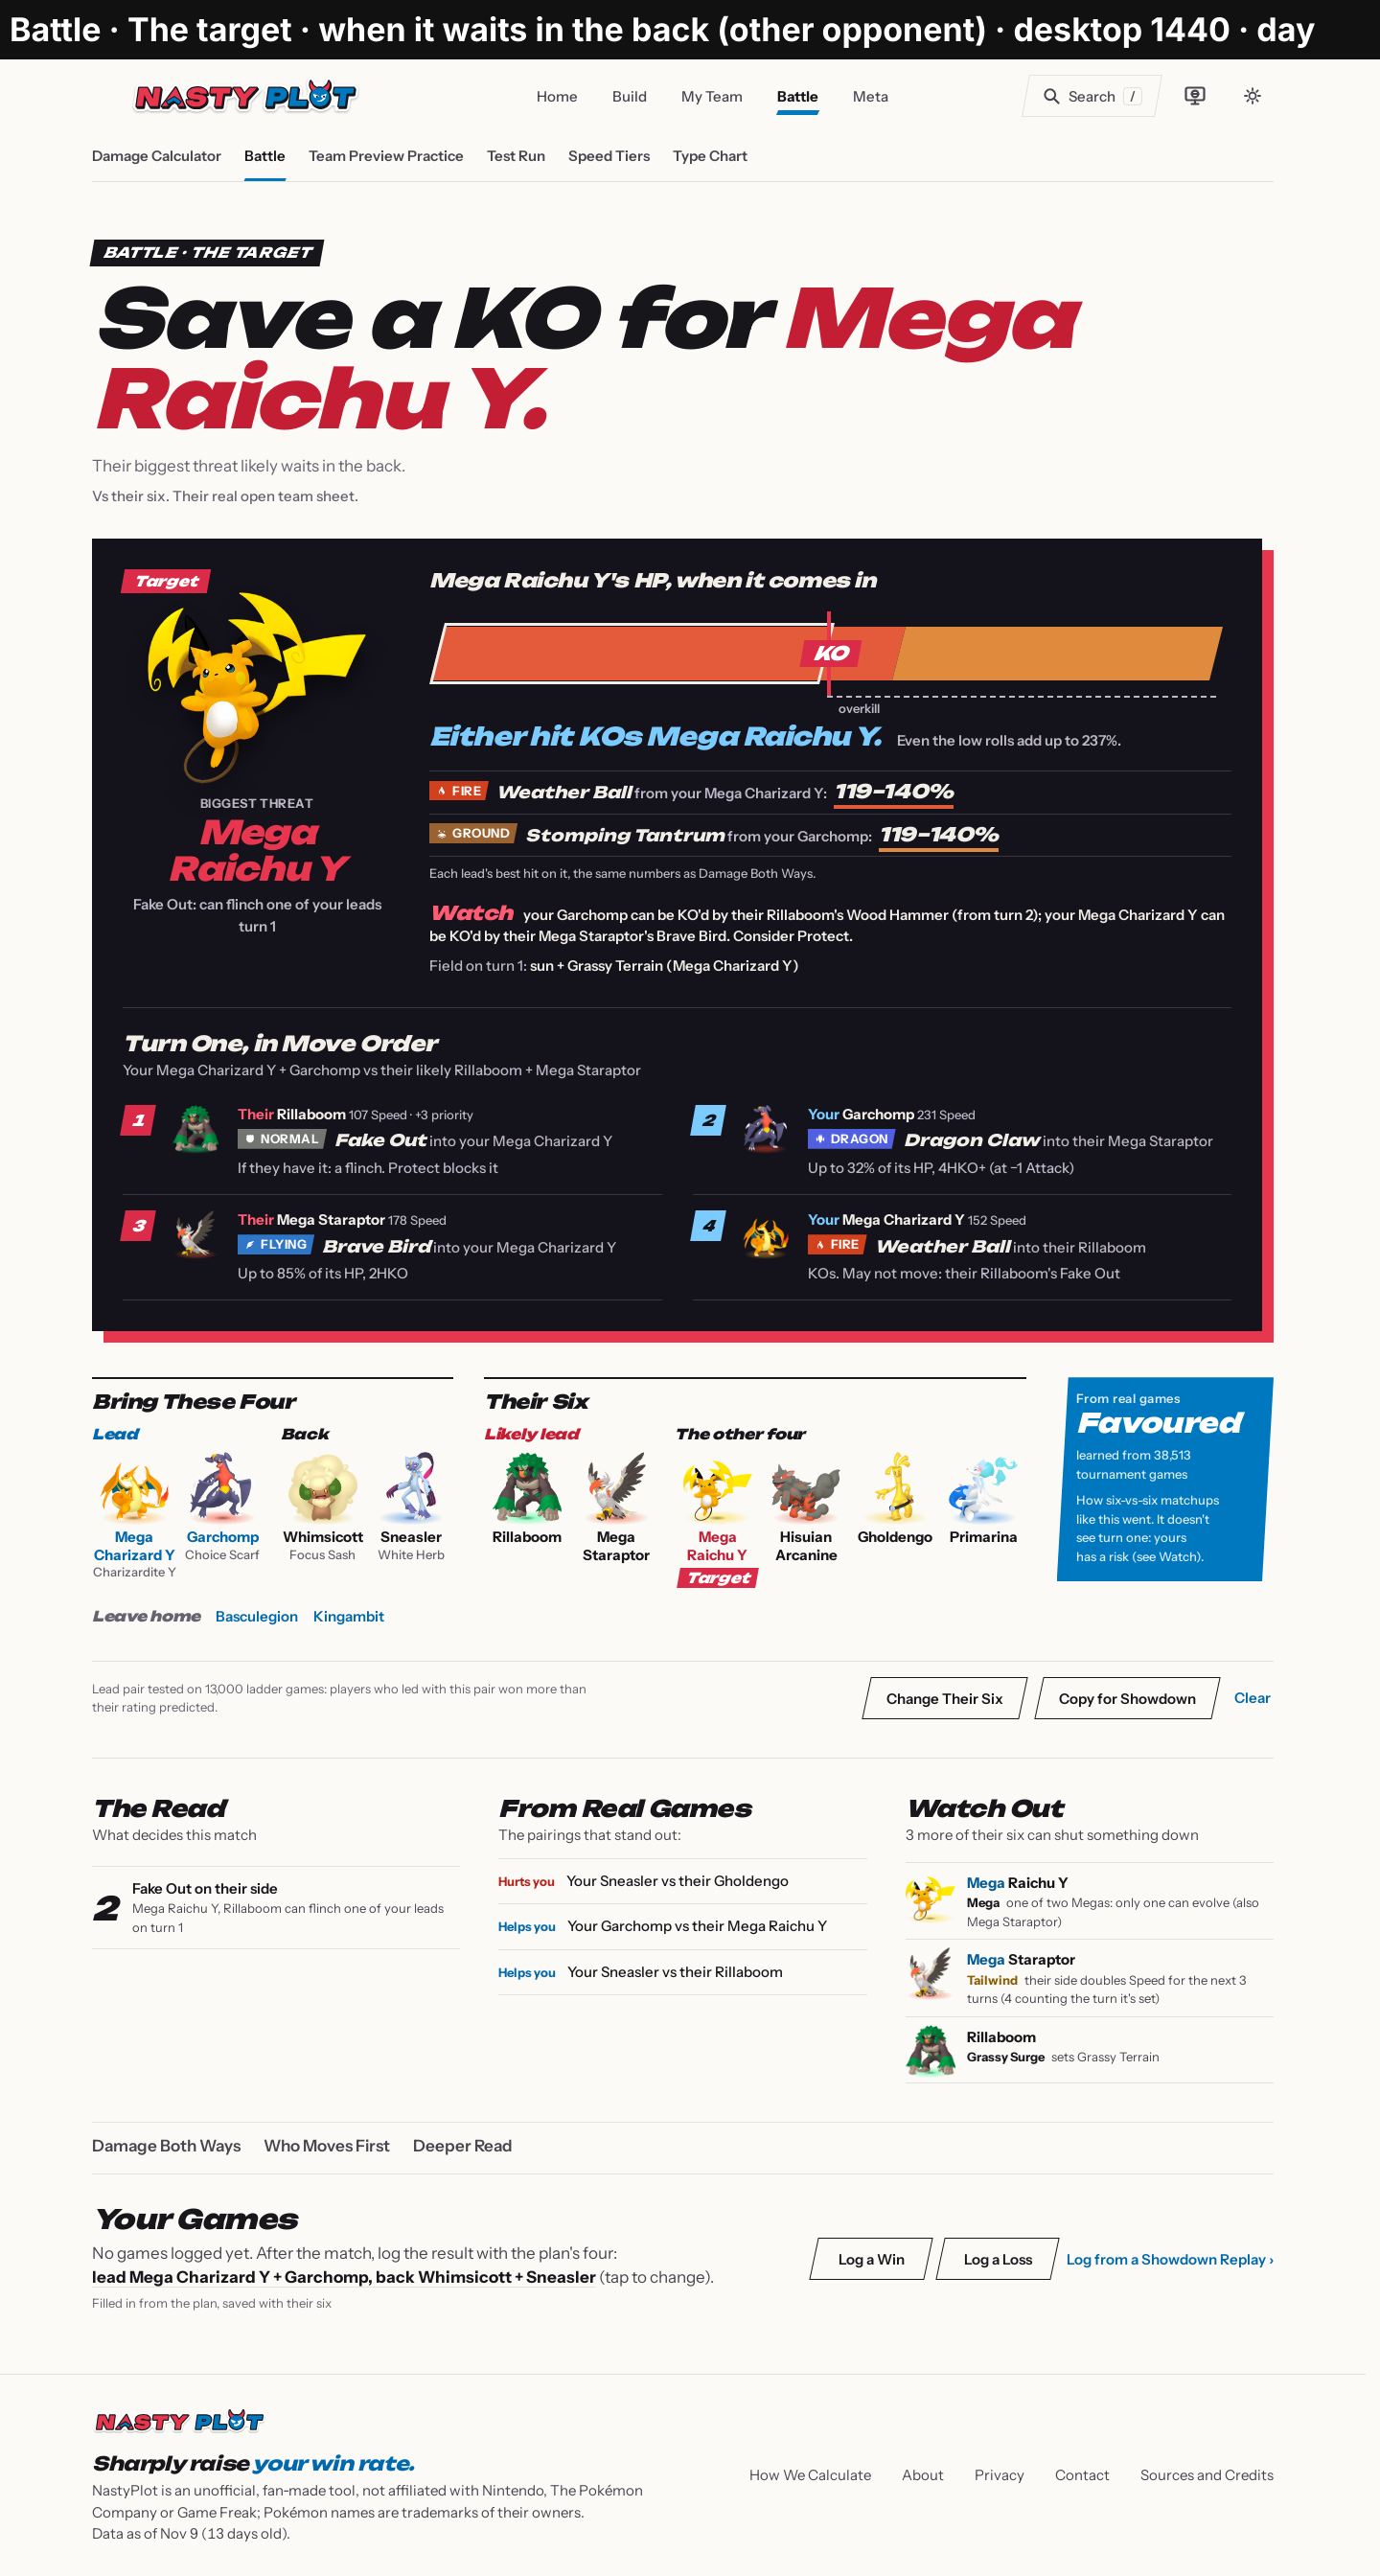 Battle · The target · when it waits in the back (other opponent) · desktop 1440 · day
NASTY PLOT
Home Build My Team Battle Meta
Search /
Damage Calculator Battle Team Preview Practice Test Run Speed Tiers Type Chart
BATTLE · THE TARGET
Save a KO for Mega
Raichu Y.
Their biggest threat likely waits in the back.
Vs their six. Their real open team sheet.
Target
BIGGEST THREAT
Mega
Raichu Y
Fake Out: can flinch one of your leads
turn 1
Mega Raichu Y's HP, when it comes in
KO
overkill
Either hit KOs Mega Raichu Y. Even the low rolls add up to 237%.
FIRE Weather Ball from your Mega Charizard Y: 119–140%
GROUND Stomping Tantrum from your Garchomp: 119–140%
Each lead's best hit on it, the same numbers as Damage Both Ways.
Watch your Garchomp can be KO'd by their Rillaboom's Wood Hammer (from turn 2); your Mega Charizard Y can
be KO'd by their Mega Staraptor's Brave Bird. Consider Protect.
Field on turn 1: sun + Grassy Terrain (Mega Charizard Y)
Turn One, in Move Order
Your Mega Charizard Y + Garchomp vs their likely Rillaboom + Mega Staraptor
1
Their Rillaboom 107 Speed · +3 priority
NORMAL Fake Out into your Mega Charizard Y
If they have it: a flinch. Protect blocks it
2
Your Garchomp 231 Speed
DRAGON Dragon Claw into their Mega Staraptor
Up to 32% of its HP, 4HKO+ (at −1 Attack)
3
Their Mega Staraptor 178 Speed
FLYING Brave Bird into your Mega Charizard Y
Up to 85% of its HP, 2HKO
4
Your Mega Charizard Y 152 Speed
FIRE Weather Ball into their Rillaboom
KOs. May not move: their Rillaboom's Fake Out
Bring These Four
Lead
Back
Mega
Charizard Y
Charizardite Y
Garchomp
Choice Scarf
Whimsicott
Focus Sash
Sneasler
White Herb
Leave home Basculegion Kingambit
Their Six
Likely lead
The other four
Rillaboom
Mega
Staraptor
Mega
Raichu Y
Target
Hisuian
Arcanine
Gholdengo
Primarina
From real games
Favoured
learned from 38,513
tournament games
How six-vs-six matchups
like this went. It doesn't
see turn one: yours
has a risk (see Watch).
Lead pair tested on 13,000 ladder games: players who led with this pair won more than
their rating predicted.
Change Their Six
Copy for Showdown
Clear
The Read
What decides this match
2
Fake Out on their side
Mega Raichu Y, Rillaboom can flinch one of your leads
on turn 1
From Real Games
The pairings that stand out:
Hurts you Your Sneasler vs their Gholdengo
Helps you Your Garchomp vs their Mega Raichu Y
Helps you Your Sneasler vs their Rillaboom
Watch Out
3 more of their six can shut something down
Mega Raichu Y
Mega one of two Megas: only one can evolve (also
Mega Staraptor)
Mega Staraptor
Tailwind their side doubles Speed for the next 3
turns (4 counting the turn it's set)
Rillaboom
Grassy Surge sets Grassy Terrain
Damage Both Ways Who Moves First Deeper Read
Your Games
No games logged yet. After the match, log the result with the plan's four:
lead Mega Charizard Y + Garchomp, back Whimsicott + Sneasler (tap to change).
Filled in from the plan, saved with their six
Log a Win
Log a Loss
Log from a Showdown Replay ›
NASTY PLOT
Sharply raise your win rate.
NastyPlot is an unofficial, fan-made tool, not affiliated with Nintendo, The Pokémon
Company or Game Freak; Pokémon names are trademarks of their owners.
Data as of Nov 9 (13 days old).
How We Calculate About Privacy Contact Sources and Credits